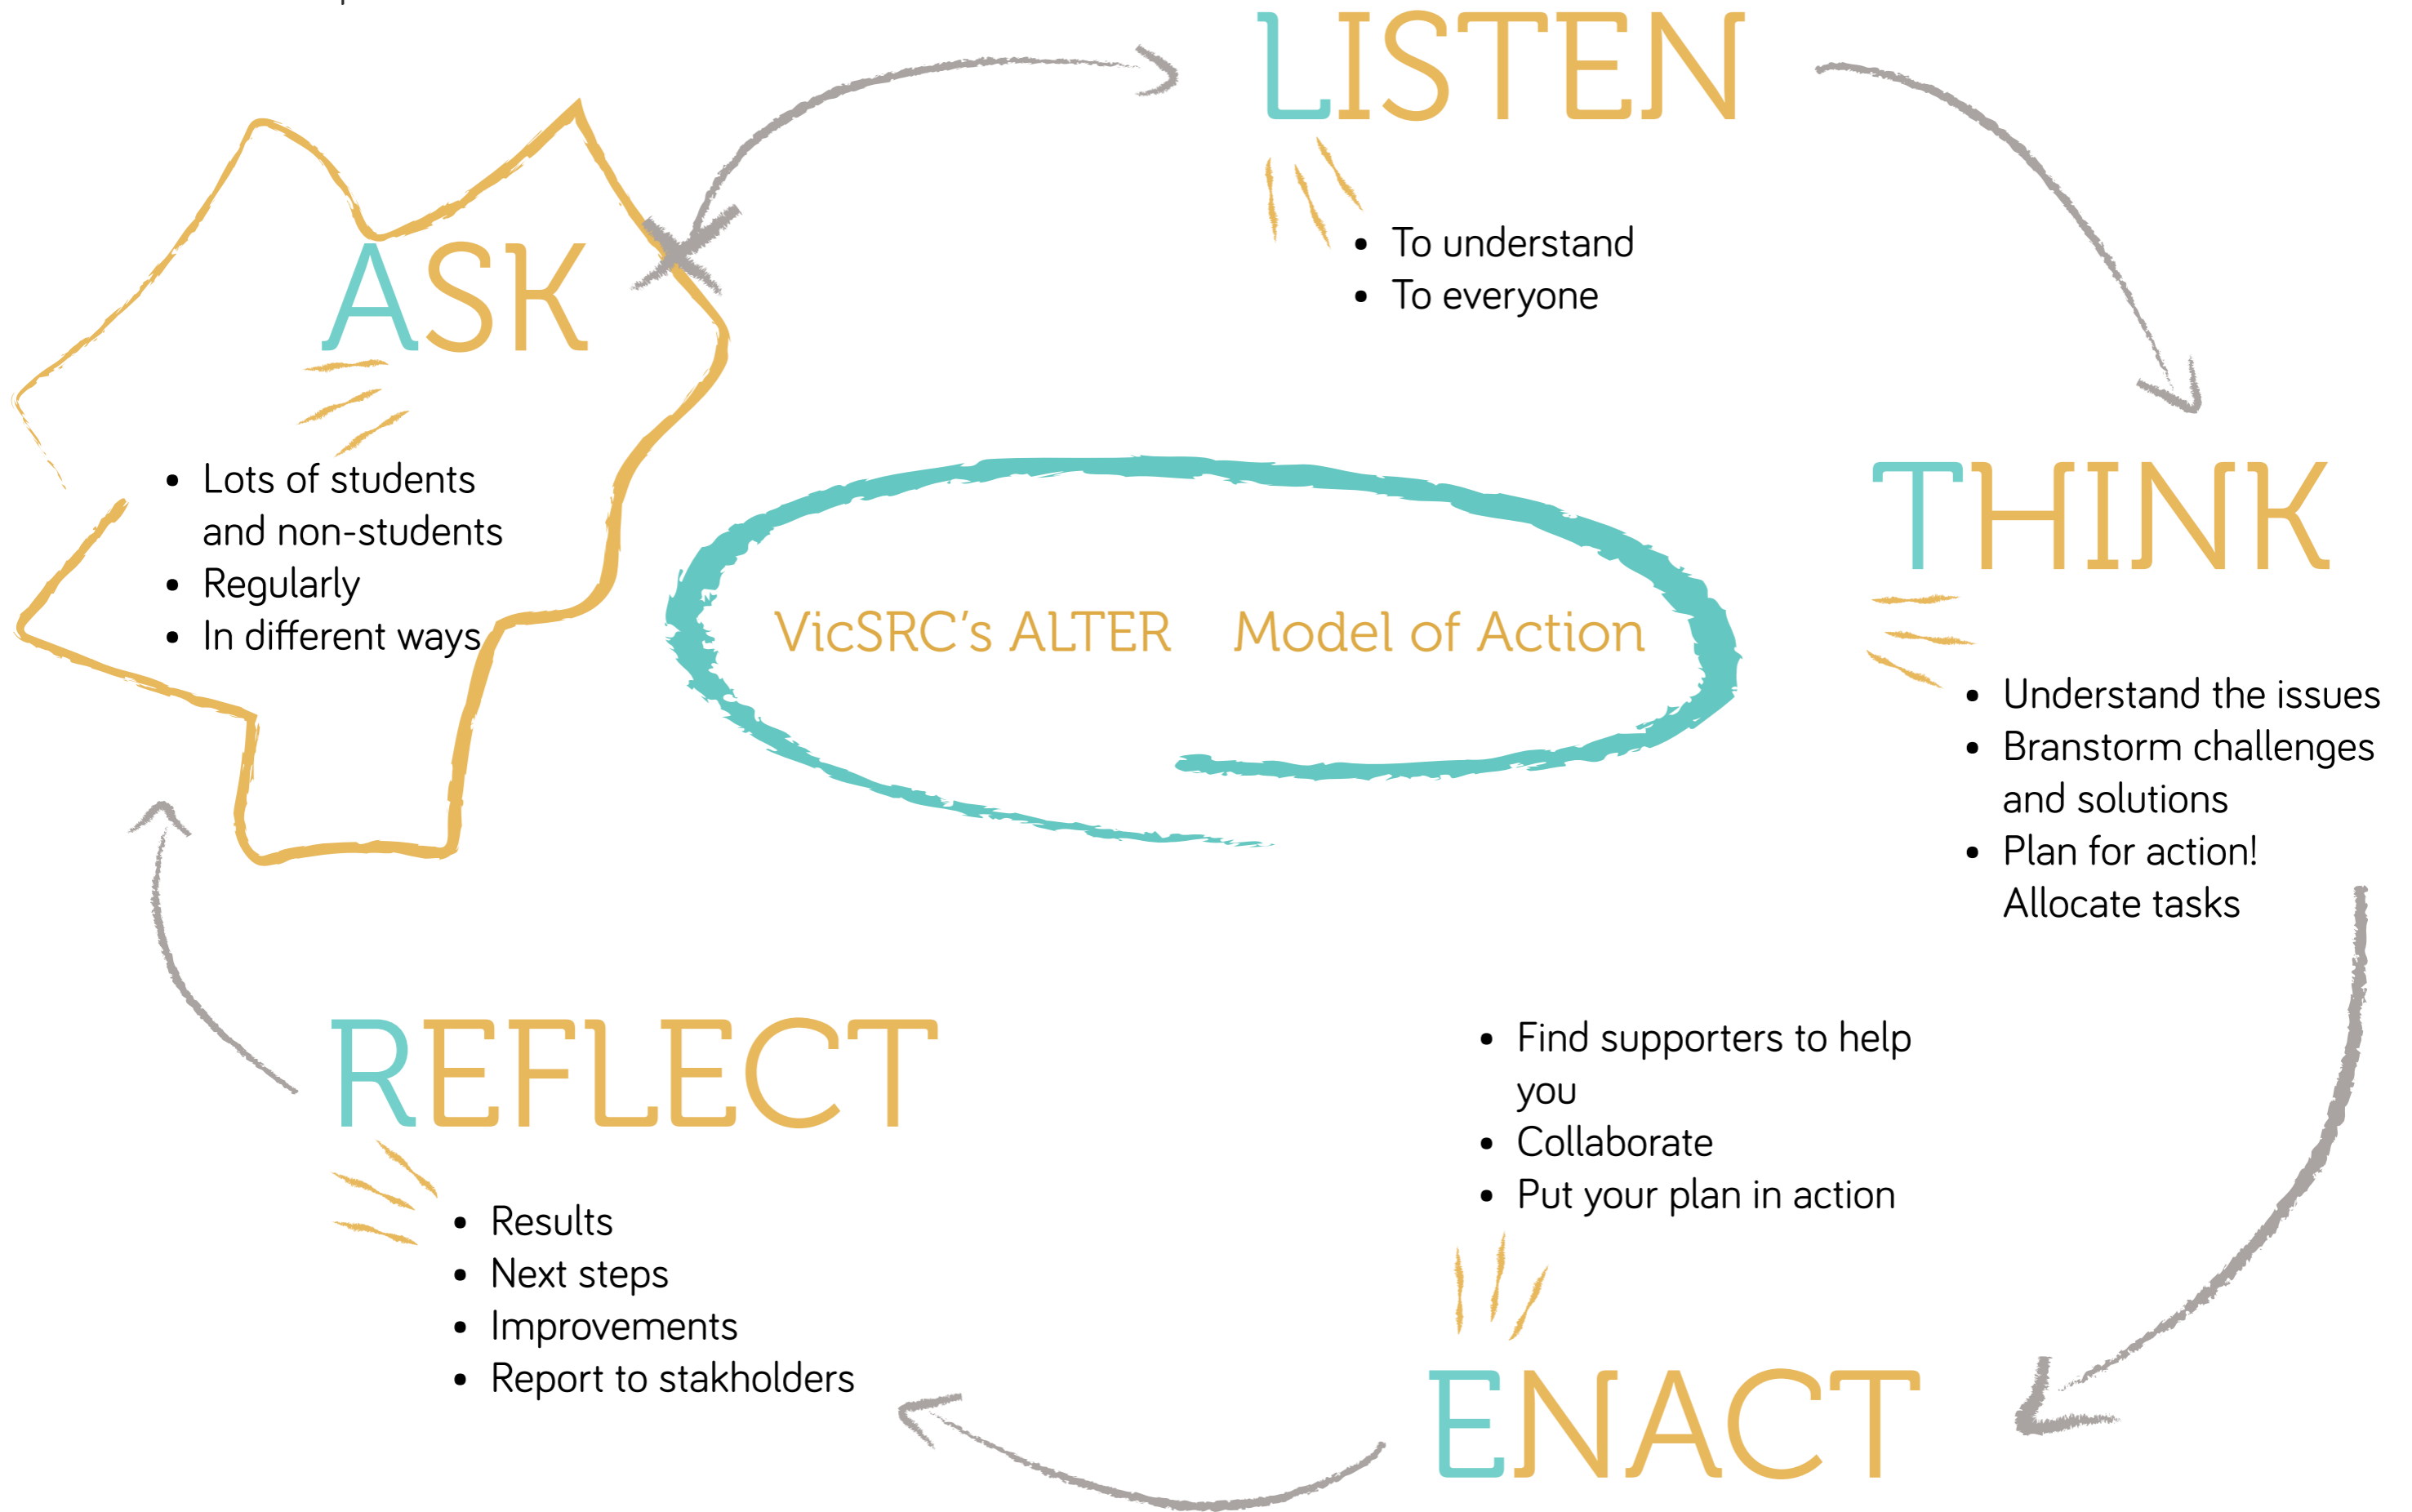 ASK
• Lots of students
and non-students
• Regularly
• In different ways
LISTEN
• To understand
• To everyone
THINK
• Understand the issues
• Branstorm challenges
and solutions
• Plan for action!
Allocate tasks
VicSRC's ALTER Model of Action
• Find supporters to help
you
• Collaborate
• Put your plan in action
ENACT
REFLECT
• Results
• Next steps
• Improvements
• Report to stakholders